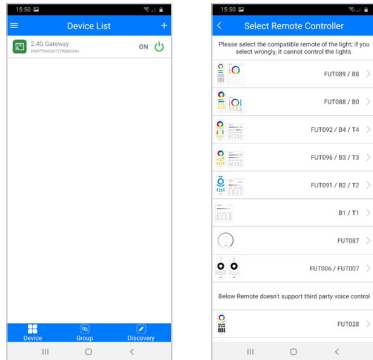 15:50
Device List
+
2.4G Gateway
ON
Device
Group
Discovery
15:50
Select Remote Controller
Please select the compatible remote of the light; if you
select wrongly, it cannot control the lights.
FUT089 / B8
FUT088 / B0
FUT092 / B4 / T4
FUT096 / B3 / T3
FUT091 / B2 / T2
B1 / T1
FUT087
FUT006 / FUT007
Below Remote doesn't support third party voice control
FUT028